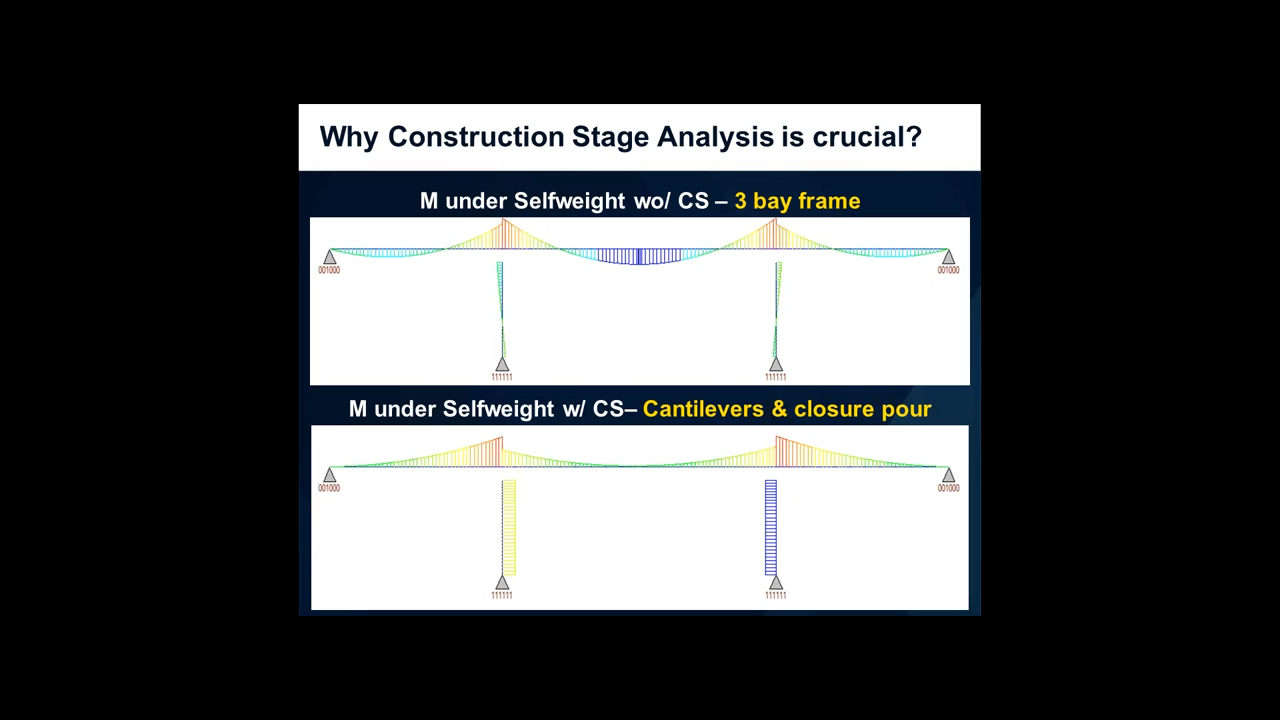 Why Construction Stage Analysis is crucial?
M under Selfweight wo/ CS – 3 bay frame
001000
001000
111111
111111
M under Selfweight w/ CS– Cantilevers & closure pour
001000
001000
111111
111111